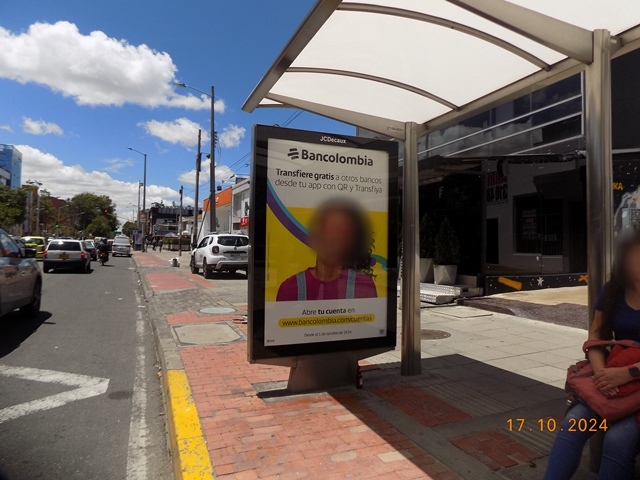 JCDecaux
Bancolombia
Transfiere gratis a otros bancos
desde tu app con QR y Transfiya
Abre tu cuenta en
www.bancolombia.com/cuentas
17.10.2024